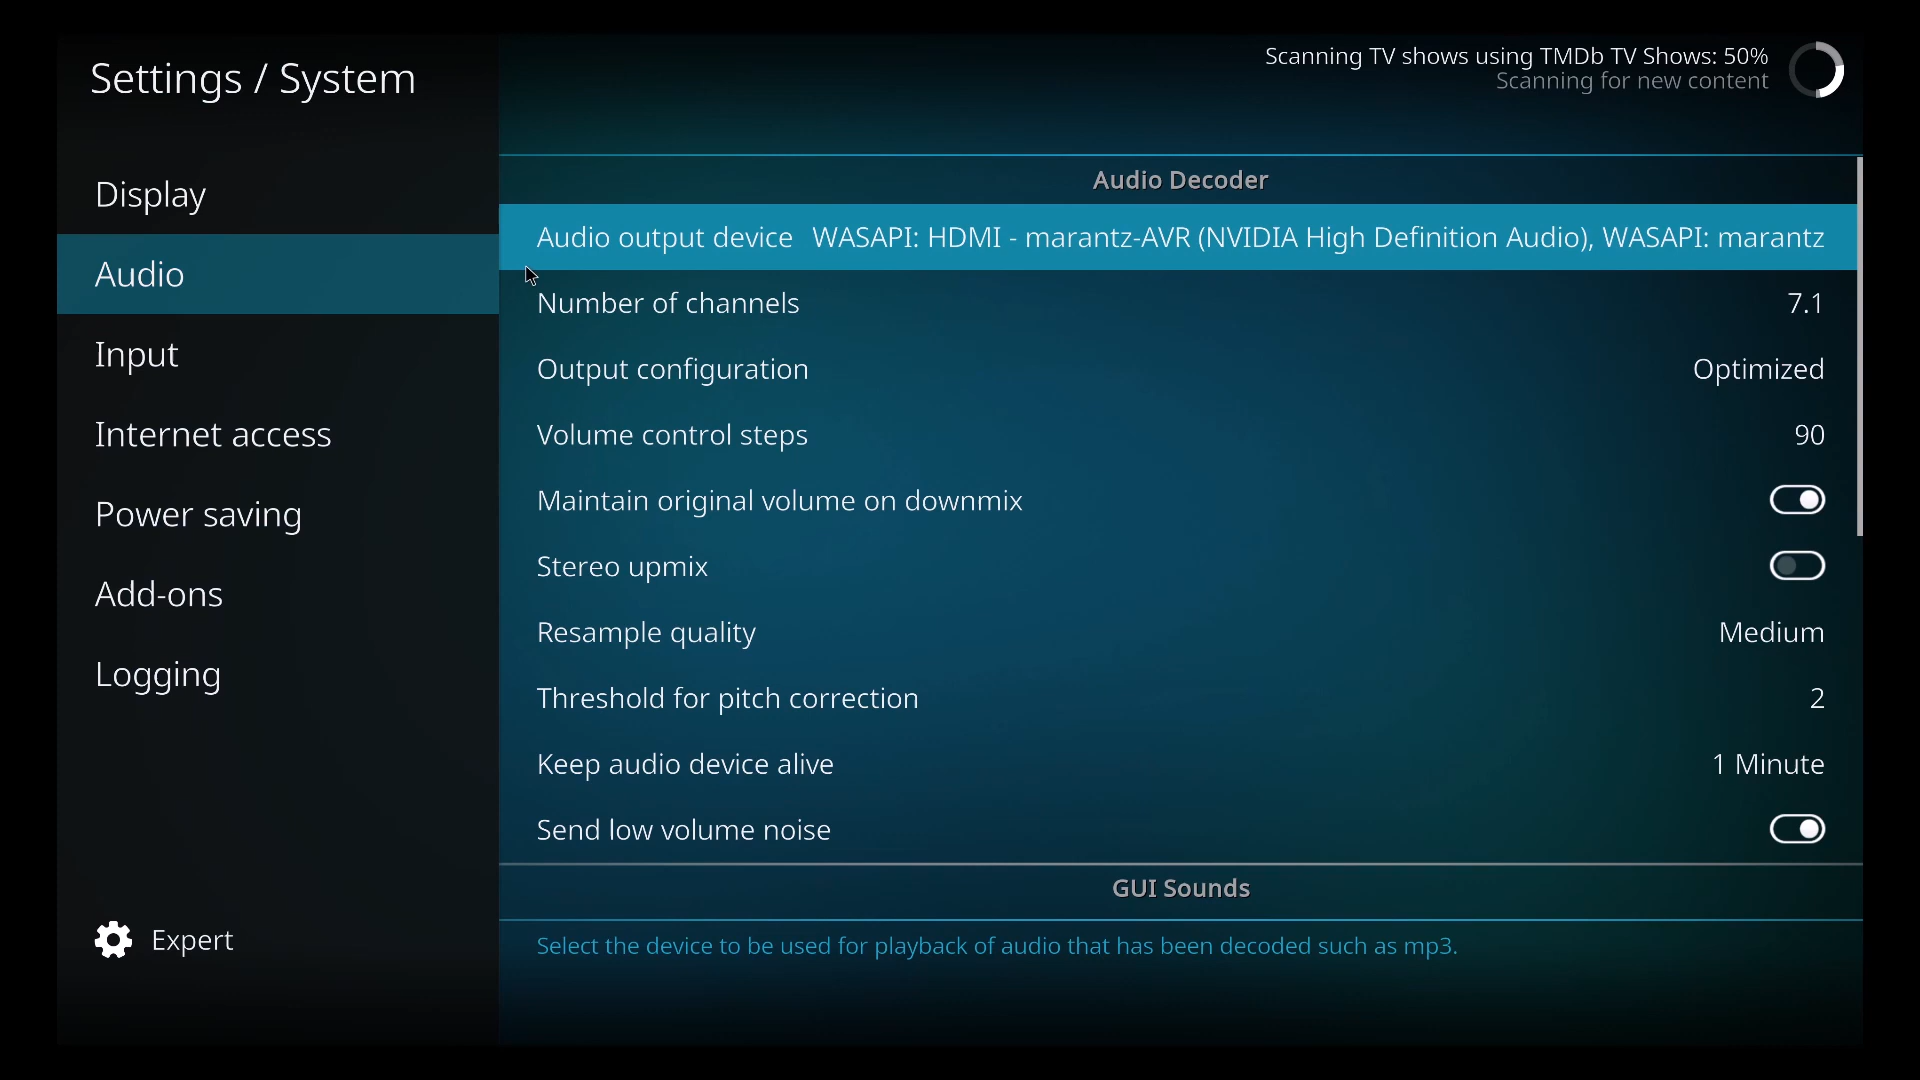 Settings / System
Scanning TV shows using TMDb TV Shows: 50%
Scanning for new content
Display
Audio
Input
Internet access
Power saving
Add-ons
Logging
Expert
Audio Decoder
Audio output device WASAPI: HDMI - marantz-AVR (NVIDIA High Definition Audio), WASAPI: marantz
Number of channels 7.1
Output configuration Optimized
Volume control steps 90
Maintain original volume on downmix
Stereo upmix
Resample quality Medium
Threshold for pitch correction 2
Keep audio device alive 1 Minute
Send low volume noise
GUI Sounds
Select the device to be used for playback of audio that has been decoded such as mp3.